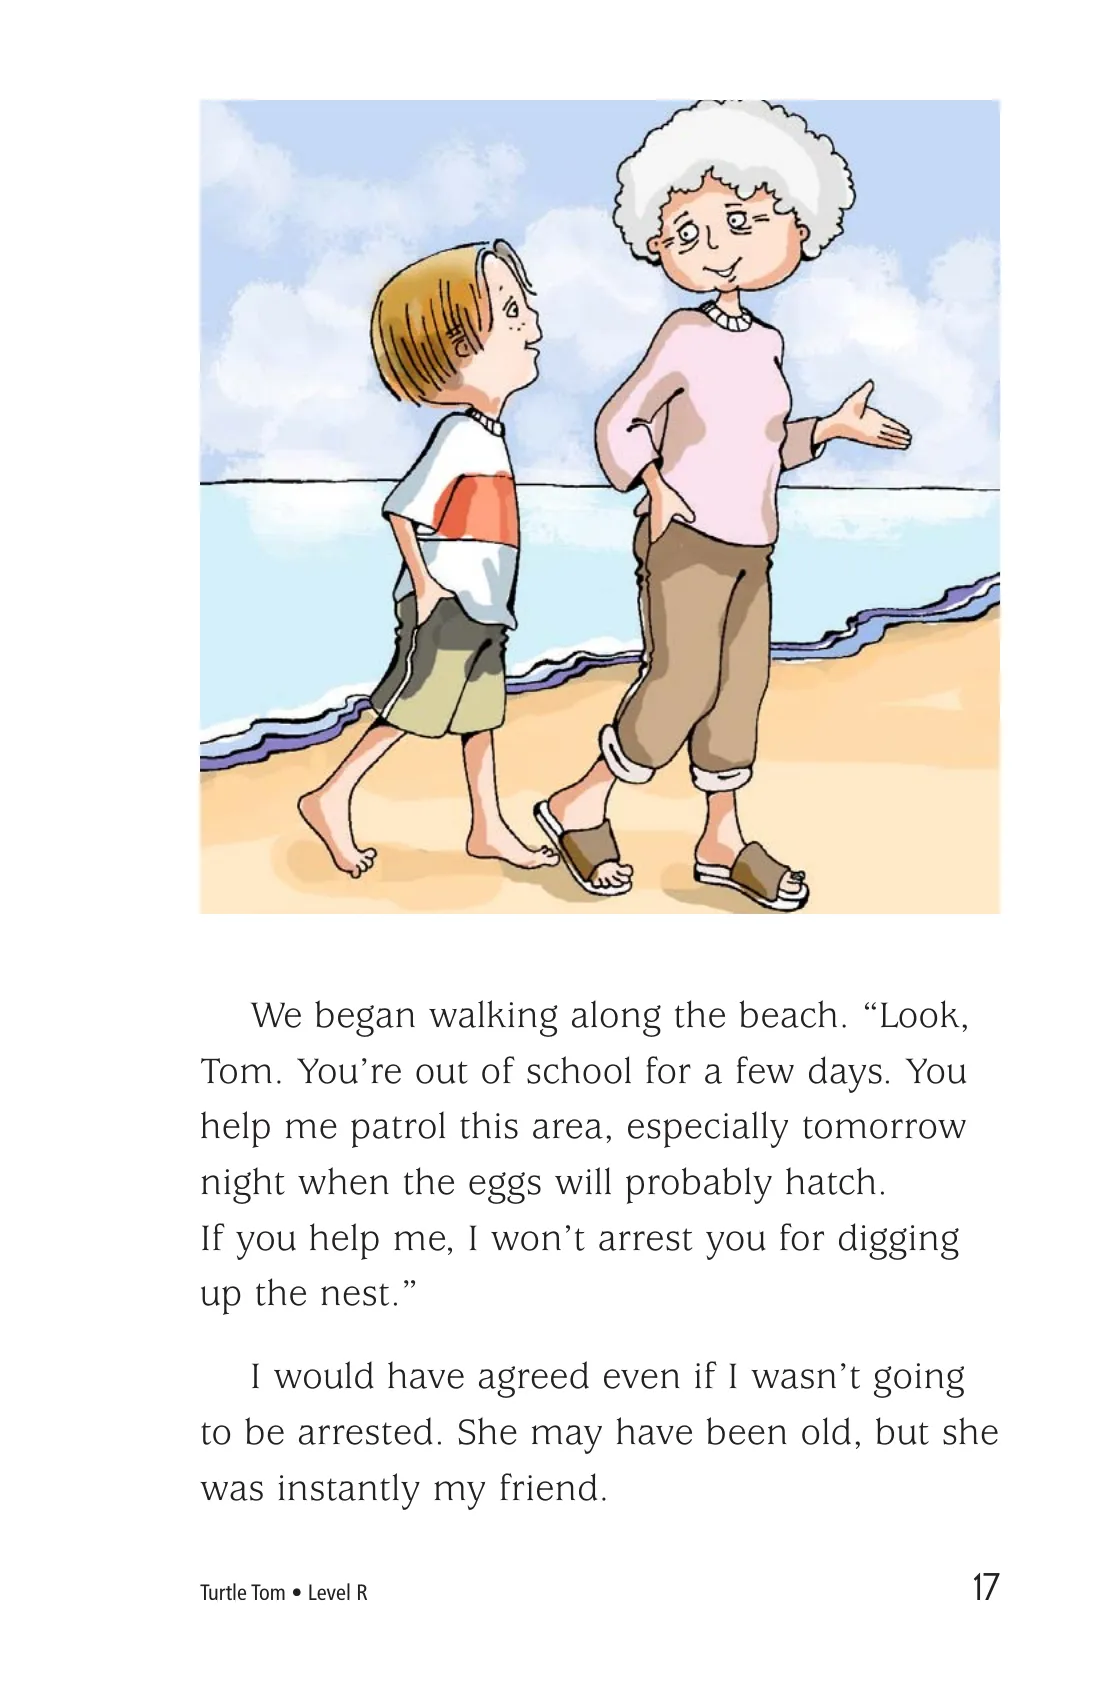 We began walking along the beach. “Look,
Tom. You’re out of school for a few days. You
help me patrol this area, especially tomorrow
night when the eggs will probably hatch.
If you help me, I won’t arrest you for digging
up the nest.”
I would have agreed even if I wasn’t going
to be arrested. She may have been old, but she
was instantly my friend.
Turtle Tom • Level R 17